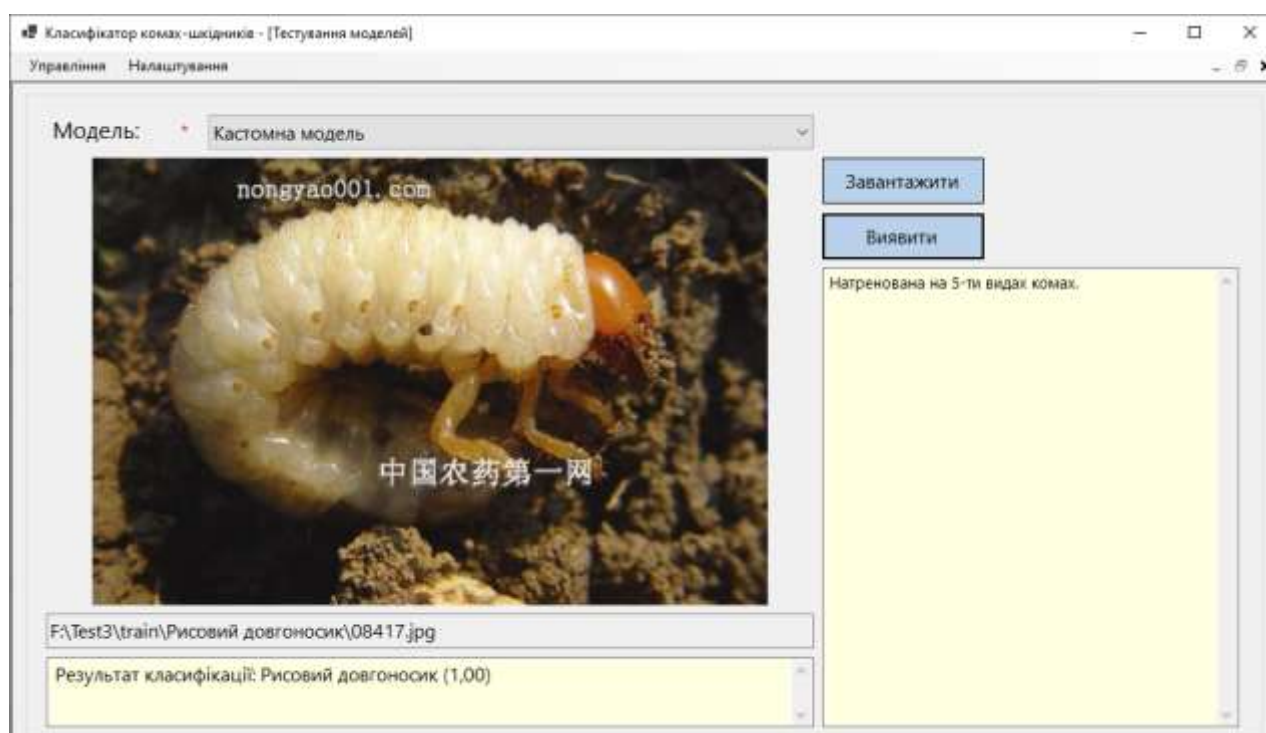 Класифікатор комах-шкідників - [Тестування моделей]
Управління Налаштування
Модель: * Кастомна модель
nongyao001.com
Завантажити
Виявити
Натренована на 5-ти видах комах.
中国农药第一网
F:\Test3\train\Рисовий довгоносик\08417.jpg
Результат класифікації: Рисовий довгоносик (1,00)